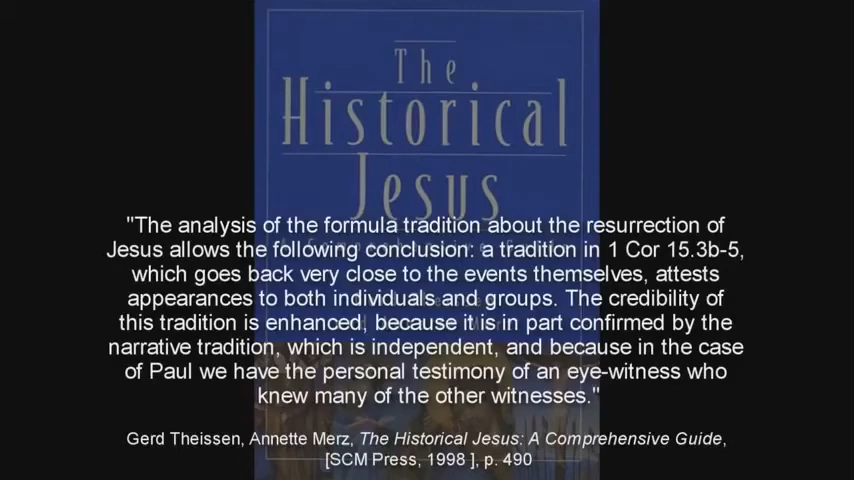 The
Historical
Jesus
"The analysis of the formula tradition about the resurrection of
Jesus allows the following conclusion: a tradition in 1 Cor 15.3b-5,
which goes back very close to the events themselves, attests
appearances to both individuals and groups. The credibility of
this tradition is enhanced, because it is in part confirmed by the
narrative tradition, which is independent, and because in the case
of Paul we have the personal testimony of an eye-witness who
knew many of the other witnesses."
Gerd Theissen, Annette Merz, The Historical Jesus: A Comprehensive Guide,
[SCM Press, 1998 ], p. 490